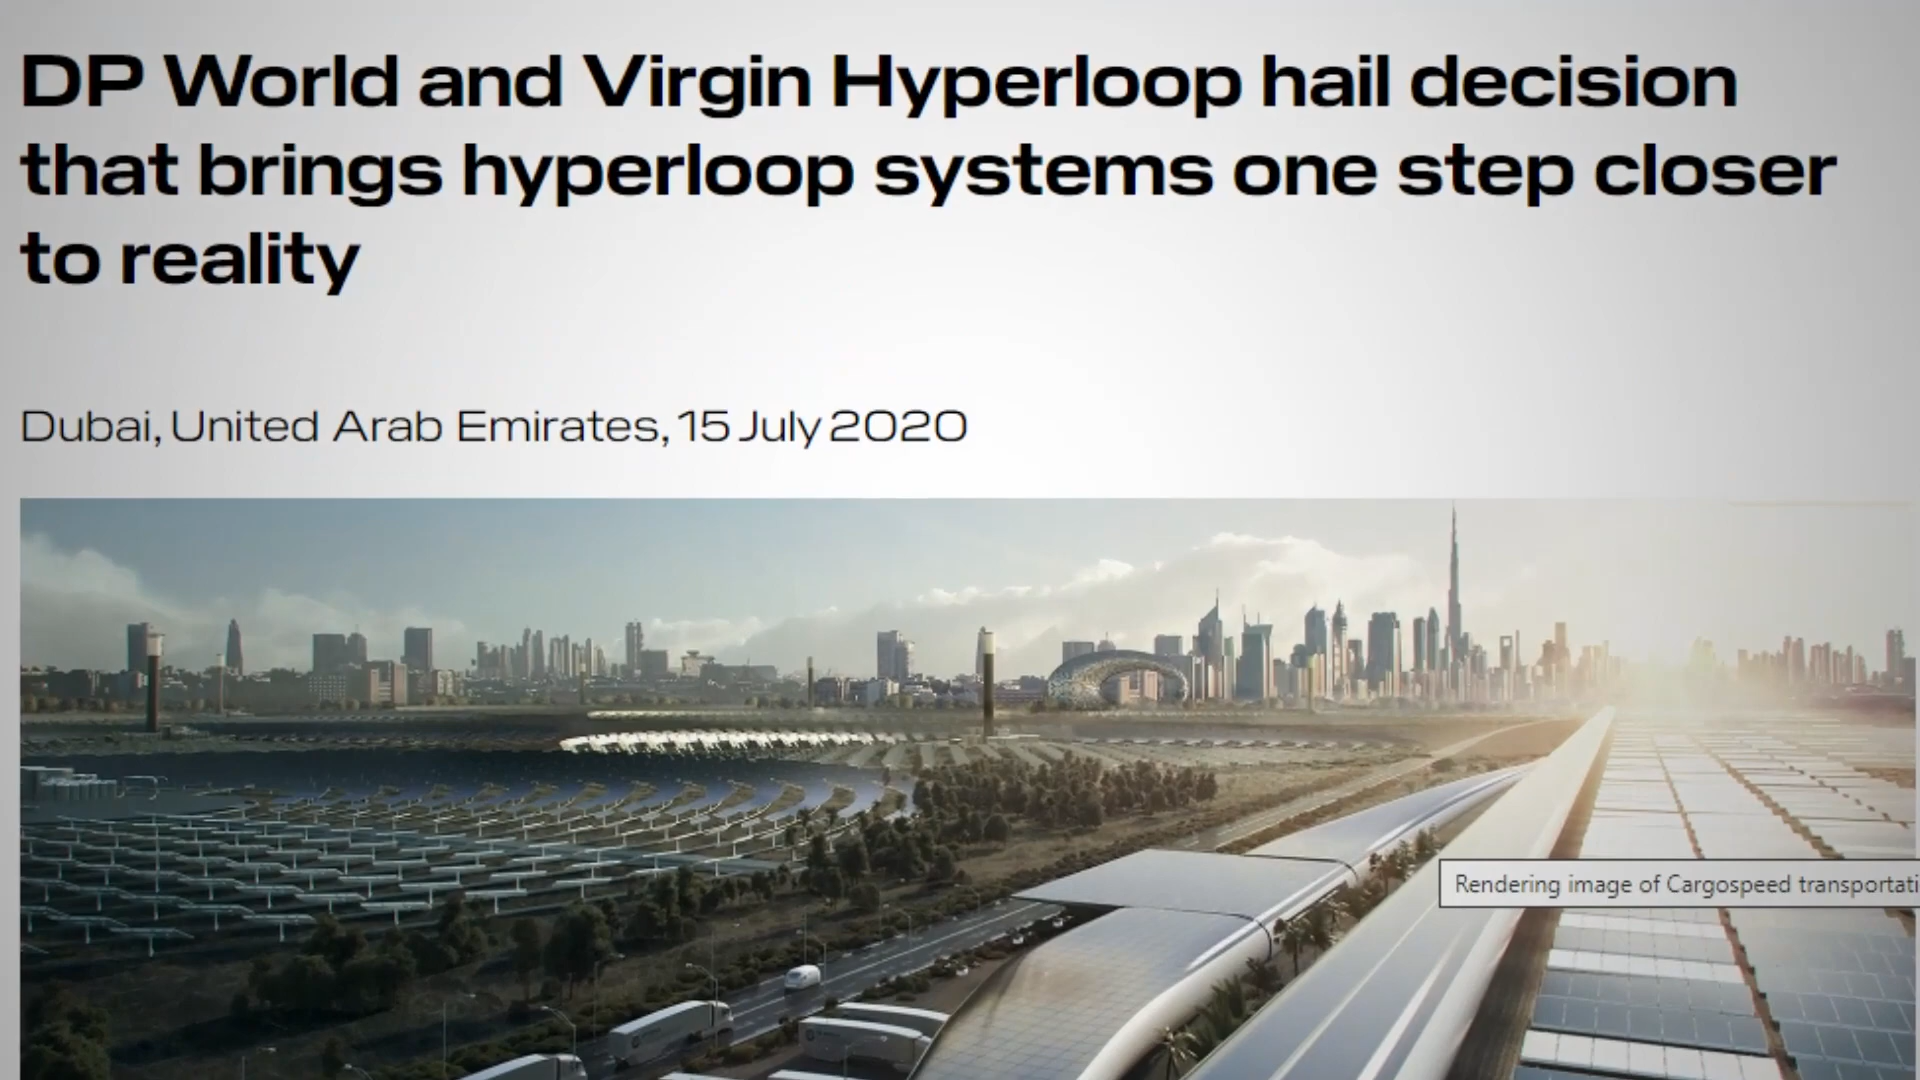 DP World and Virgin Hyperloop hail decision
that brings hyperloop systems one step closer
to reality
Dubai, United Arab Emirates, 15 July 2020
Rendering image of Cargospeed transportati